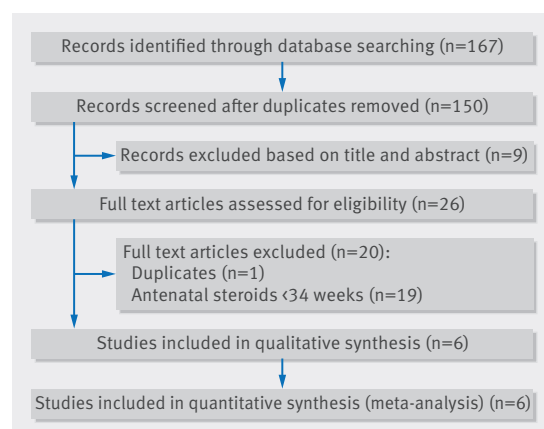 Records identified through database searching (n=167)
Records screened after duplicates removed (n=150)
Records excluded based on title and abstract (n=9)
Full text articles assessed for eligibility (n=26)
Full text articles excluded (n=20):
Duplicates (n=1)
Antenatal steroids <34 weeks (n=19)
Studies included in qualitative synthesis (n=6)
Studies included in quantitative synthesis (meta-analysis) (n=6)